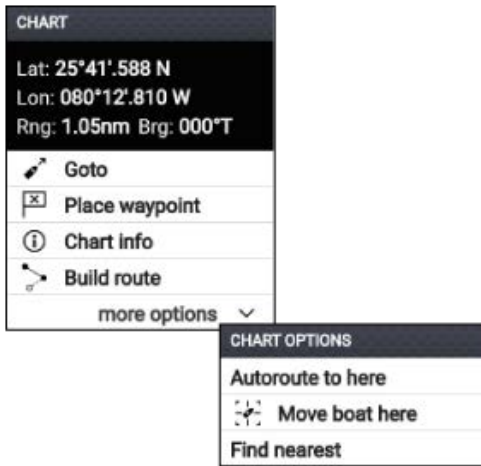 CHART
Lat: 25°41'.588 N
Lon: 080°12'.810 W
Rng: 1.05nm Brg: 000°T
Goto
Place waypoint
Chart info
Build route
more options
CHART OPTIONS
Autoroute to here
Move boat here
Find nearest